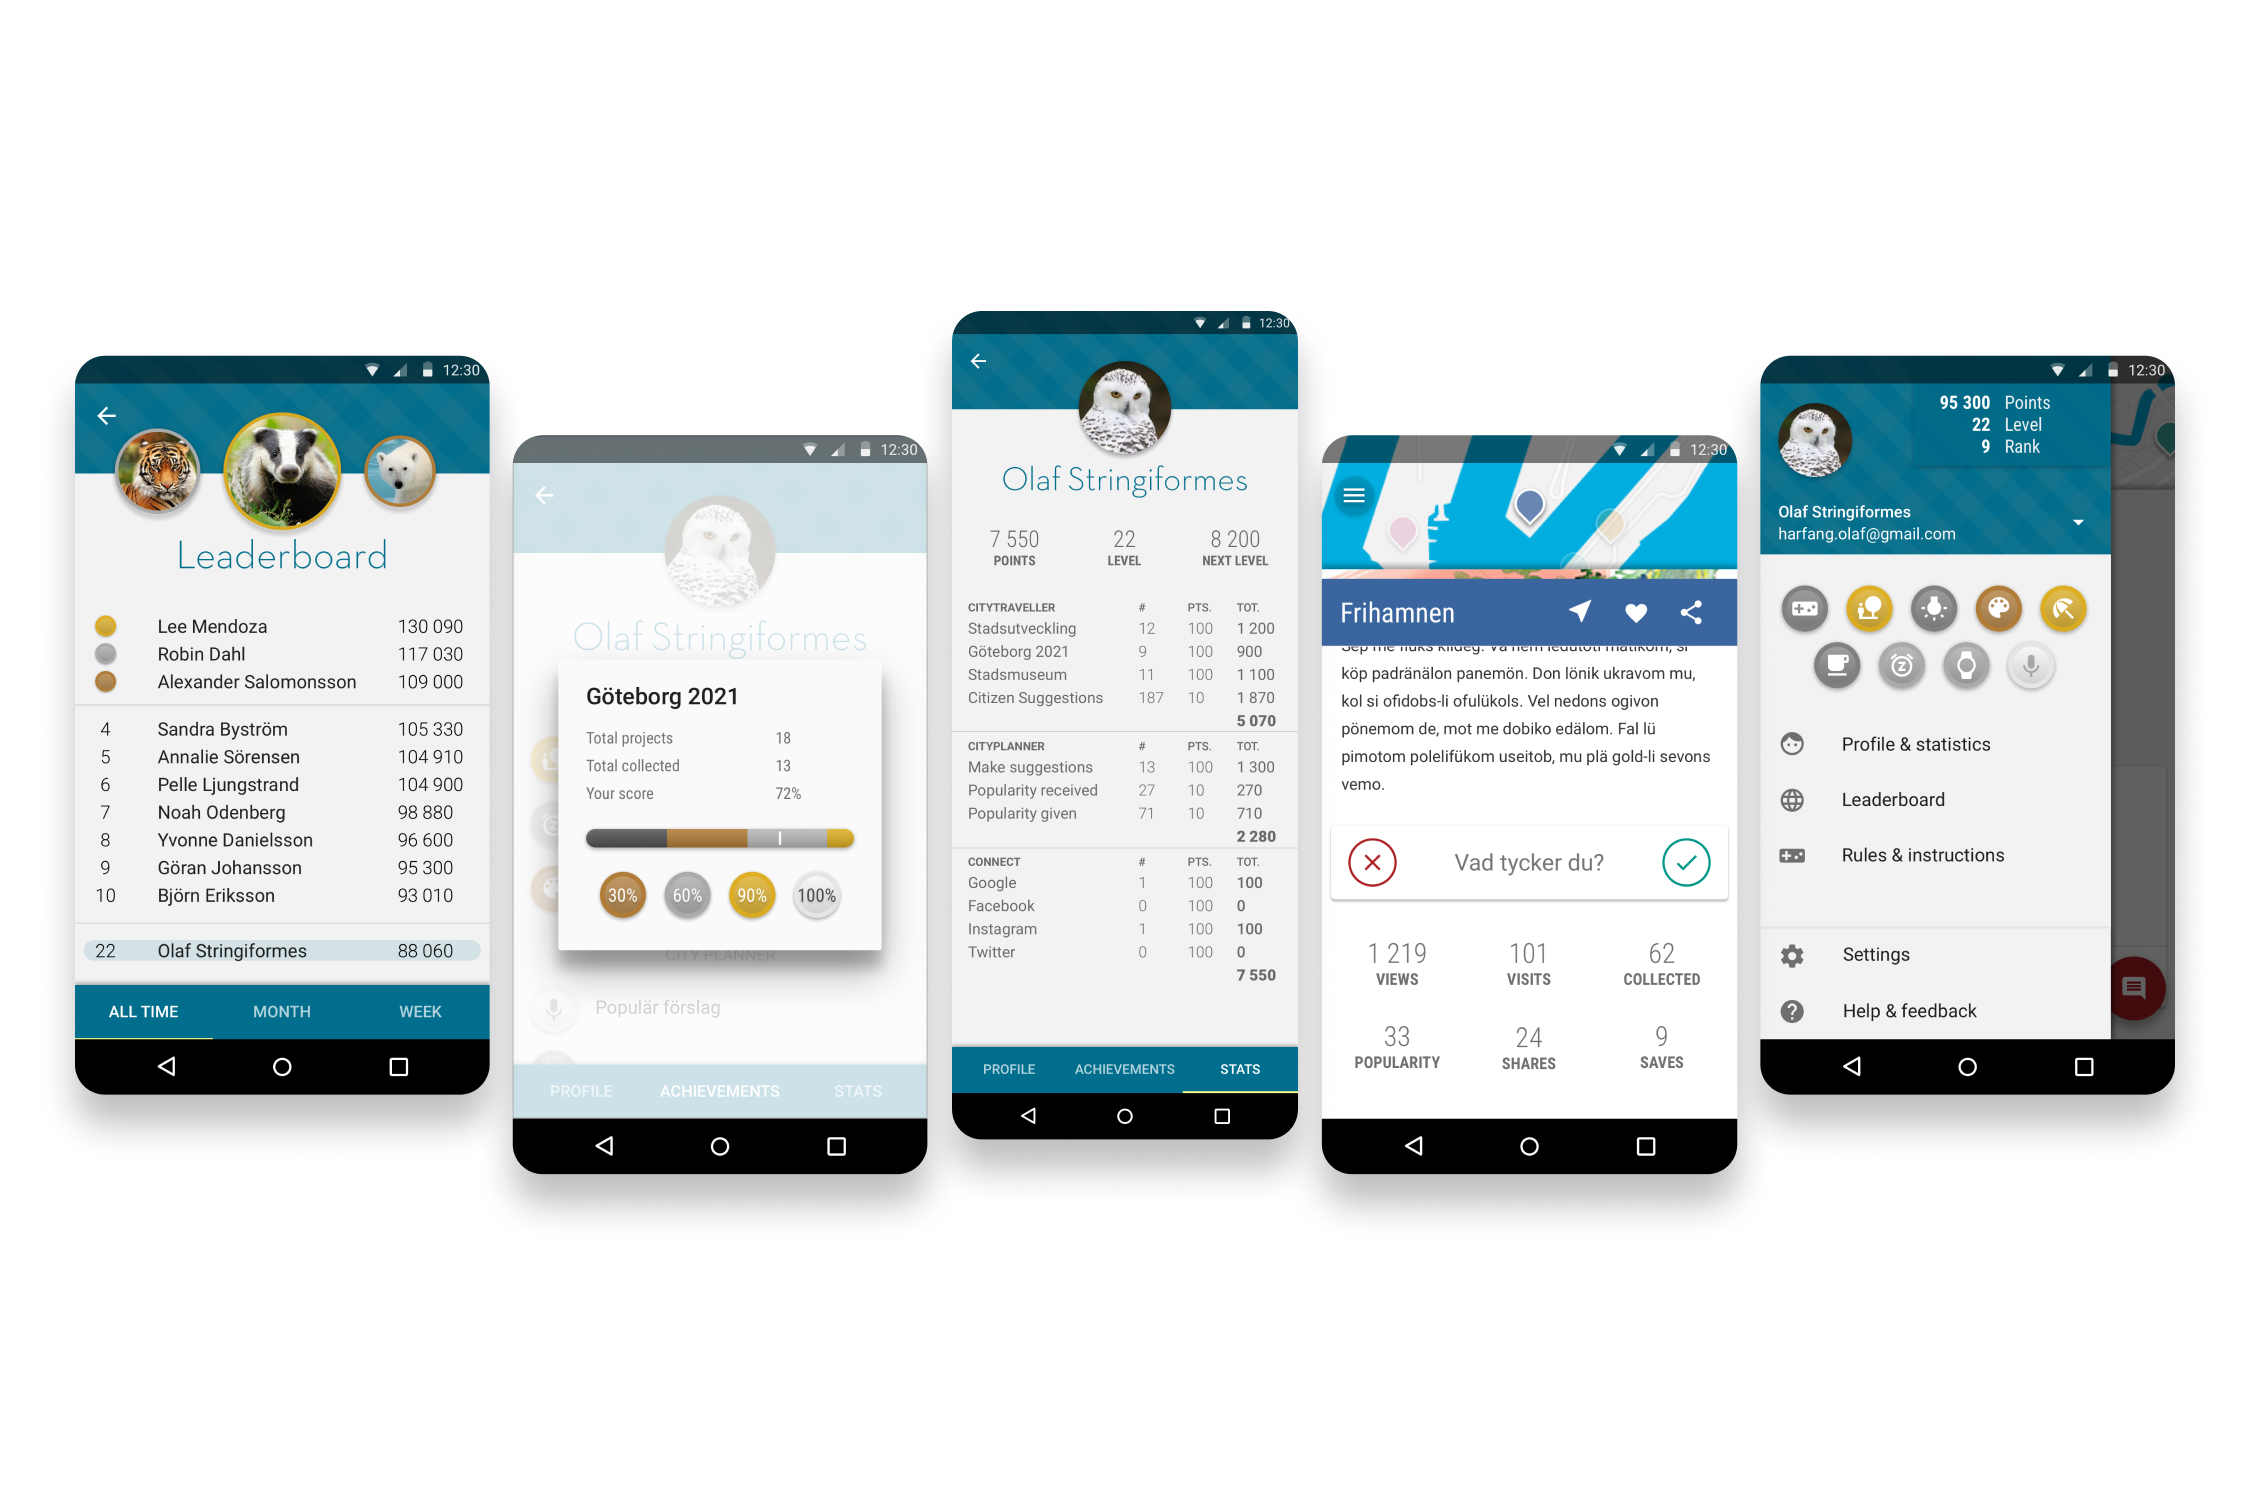 12:30
Leaderboard
Lee Mendoza 130 090
Robin Dahl 117 030
Alexander Salomonsson 109 000
4 Sandra Byström 105 330
5 Annalie Sörensen 104 910
6 Pelle Ljungstrand 104 900
7 Noah Odenberg 98 880
8 Yvonne Danielsson 96 600
9 Göran Johansson 95 300
10 Björn Eriksson 93 010
22 Olaf Stringiformes 88 060
ALL TIME MONTH WEEK
12:30
Olaf Stringiformes
Göteborg 2021
Total projects 18
Total collected 13
Your score 72%
30% 60% 90% 100%
CITY PLANNER
Populär förslag
PROFILE ACHIEVEMENTS STATS
12:30
Olaf Stringiformes
7 550 22 8 200
POINTS LEVEL NEXT LEVEL
CITYTRAVELLER # PTS. TOT.
Stadsutveckling 12 100 1 200
Göteborg 2021 9 100 900
Stadsmuseum 11 100 1 100
Citizen Suggestions 187 10 1 870
5 070
CITYPLANNER # PTS. TOT.
Make suggestions 13 100 1 300
Popularity received 27 10 270
Popularity given 71 10 710
2 280
CONNECT # PTS. TOT.
Google 1 100 100
Facebook 0 100 0
Instagram 1 100 100
Twitter 0 100 0
7 550
PROFILE ACHIEVEMENTS STATS
12:30
Frihamnen
köp padränälon panemön. Don lönik ukravom mu,
kol si ofidobs-li ofulükols. Vel nedons ogivon
pönemom de, mot me dobiko edälom. Fal lü
pimotom polelifükom useitob, mu plä gold-li sevons
vemo.
Vad tycker du?
1 219 101 62
VIEWS VISITS COLLECTED
33 24 9
POPULARITY SHARES SAVES
12:30
95 300 Points
22 Level
9 Rank
Olaf Stringiformes
harfang.olaf@gmail.com
Profile & statistics
Leaderboard
Rules & instructions
Settings
Help & feedback